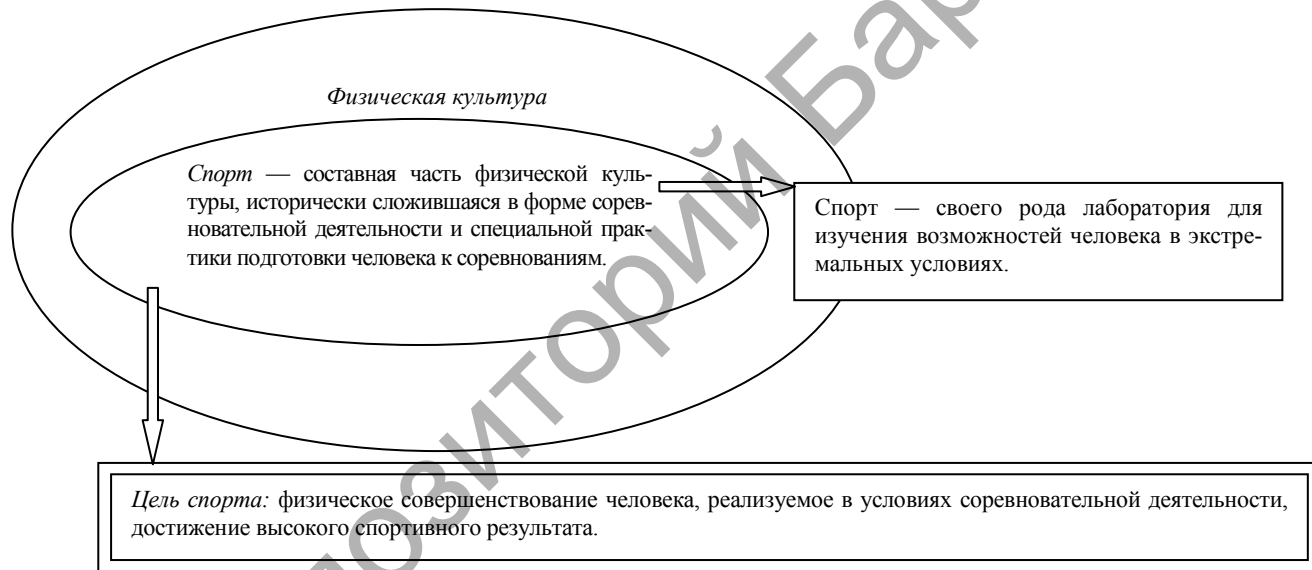 Физическая культура
Спорт — составная часть физической куль-
туры, исторически сложившаяся в форме сорев-
новательной деятельности и специальной прак-
тики подготовки человека к соревнованиям.
Спорт — своего рода лаборатория для
изучения возможностей человека в экстре-
мальных условиях.
Цель спорта: физическое совершенствование человека, реализуемое в условиях соревновательной деятельности,
достижение высокого спортивного результата.